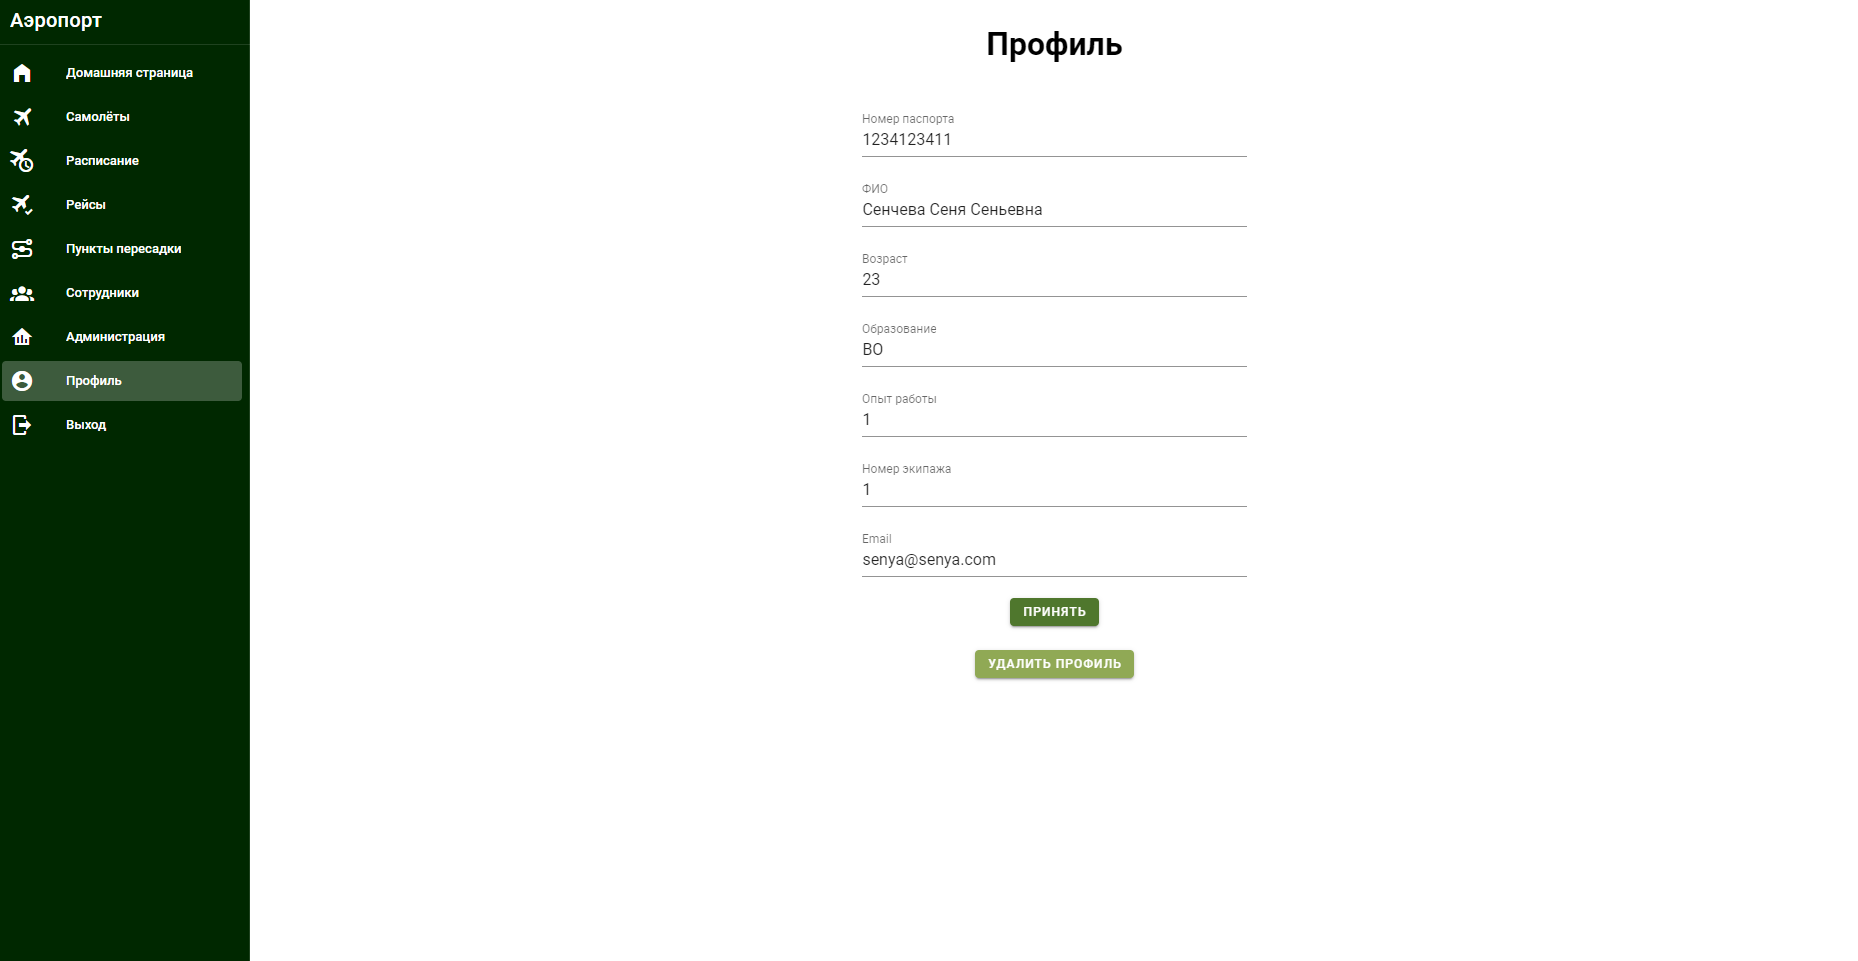 Аэропорт
Домашняя страница
Самолёты
Расписание
Рейсы
Пункты пересадки
Сотрудники
Администрация
Профиль
Выход
Профиль
Номер паспорта
1234123411
ФИО
Сенчева Сеня Сеньевна
Возраст
23
Образование
ВО
Опыт работы
1
Номер экипажа
1
Email
senya@senya.com
ПРИНЯТЬ
УДАЛИТЬ ПРОФИЛЬ